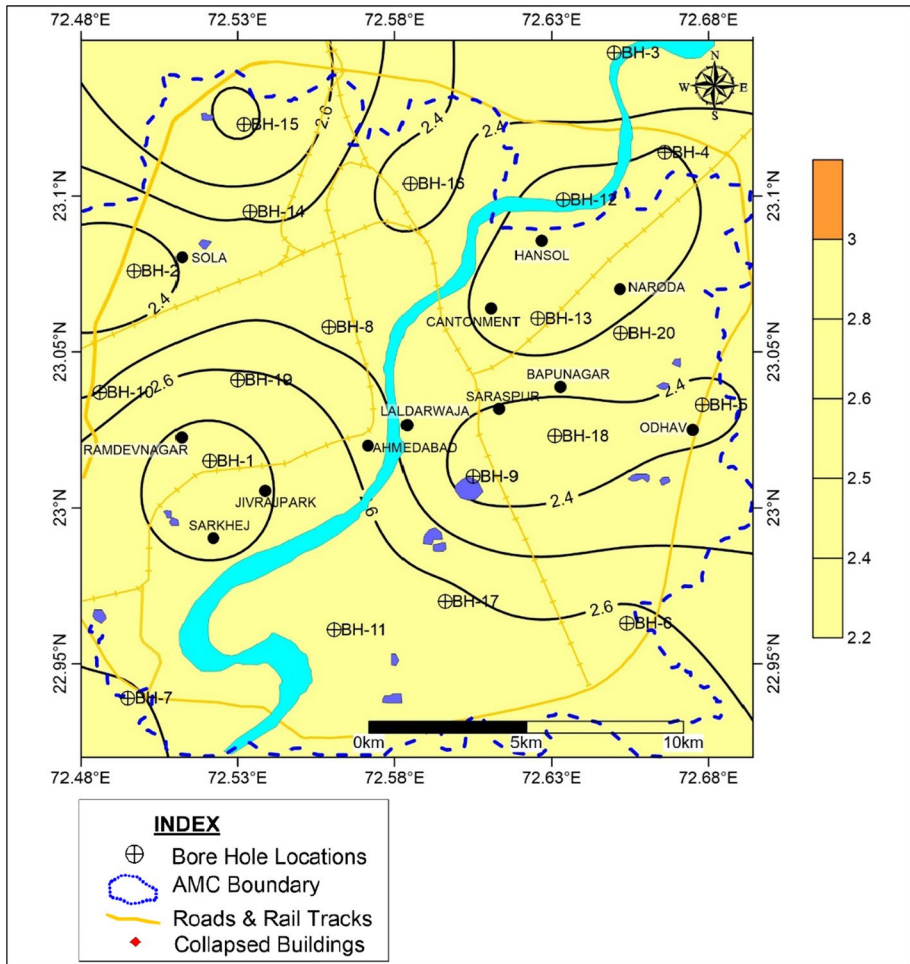 72.48°E 72.53°E 72.58°E 72.63°E 72.68°E
BH-3
N
W E
S
2.6
2.4
2.4
BH-15
BH-4
3
23.1°N
BH-16
BH-12
23.1°N
BH-14
HANSOL
SOLA
BH-2
2.4
NARODA
2.8
CANTONMENT
BH-13
BH-8
BH-20
23.05°N
23.05°N
BAPUNAGAR
2.6
BH-19
2.4
BH-10
SARASPUR
BH-5
2.6
LALDARWAJA
ODHAV
RAMDEVNAGAR
BH-18
AHMEDABAD
BH-1
BH-9
JIVRAJPARK
2.4
23°N
2.6
23°N
SARKHEJ
2.4
BH-17
2.6
BH-6
BH-11
2.2
22.95°N
22.95°N
BH-7
0km 5km 10km
72.48°E 72.53°E 72.58°E 72.63°E 72.68°E
INDEX
Bore Hole Locations
AMC Boundary
Roads & Rail Tracks
Collapsed Buildings